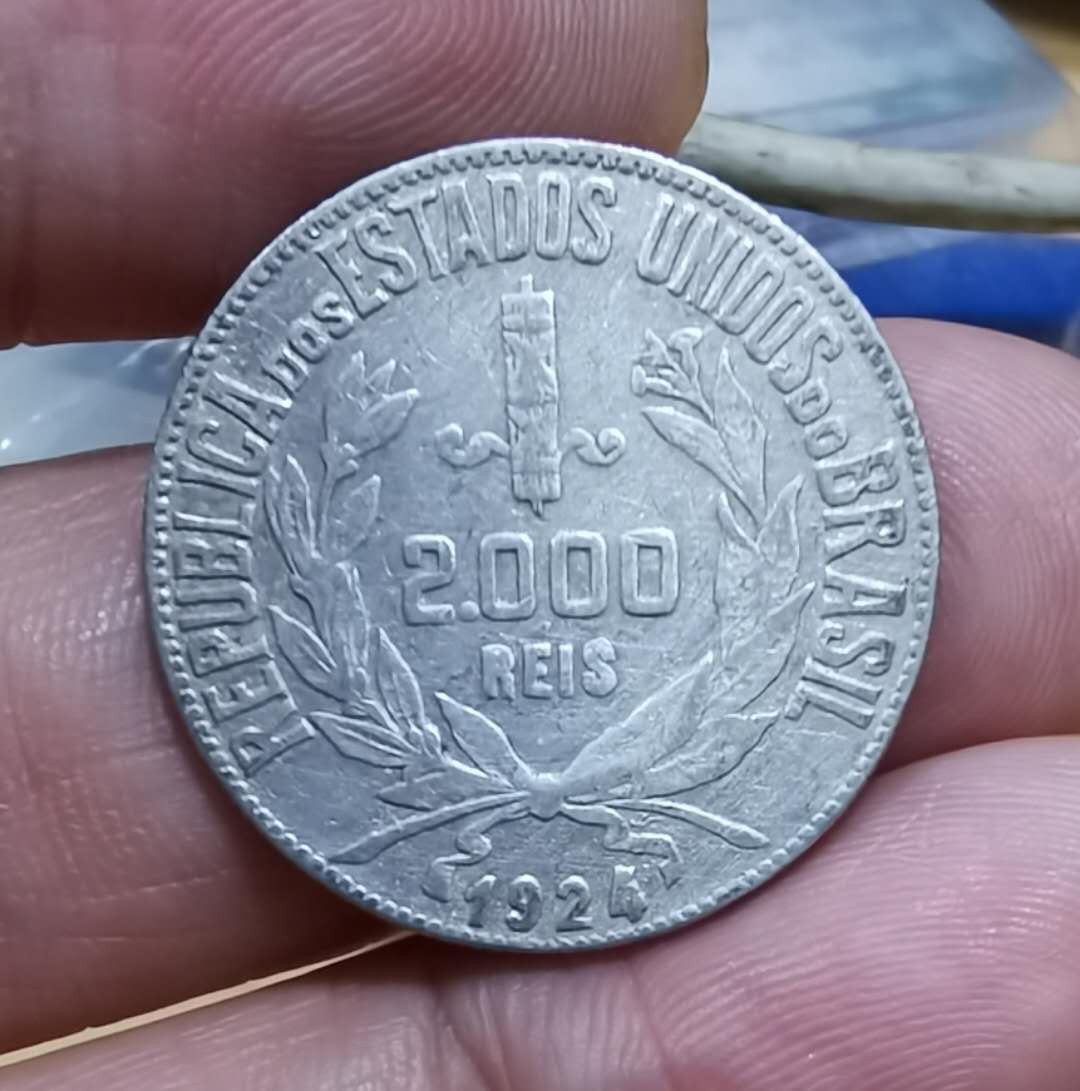 REPUBLICA DOS ESTADOS UNIDOS DO BRASIL
2.000
REIS
1924